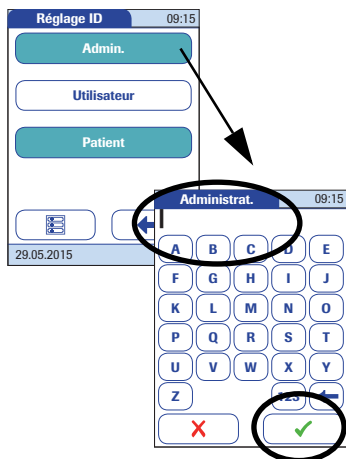 Réglage ID 09:15
Admin.
Utilisateur
Patient
29.05.2015
Administrat. 09:15
A B C D E
F G H I J
K L M N O
P Q R S T
U V W X Y
Z 123